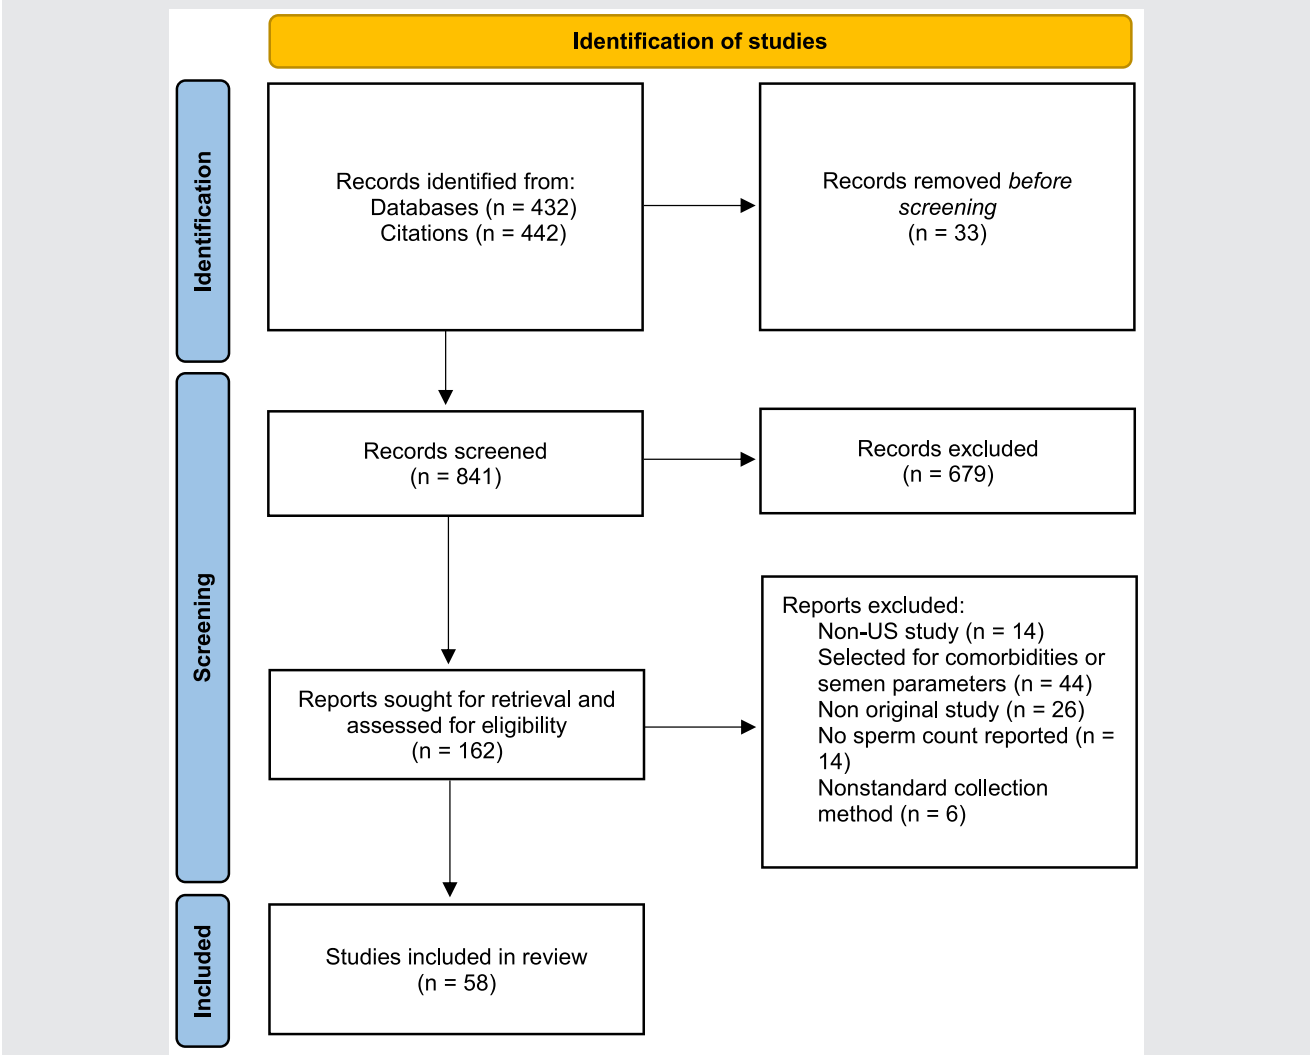 Identification of studies
Identification
Records identified from:
Databases (n = 432)
Citations (n = 442)
Records removed before
screening
(n = 33)
Screening
Records screened
(n = 841)
Records excluded
(n = 679)
Reports sought for retrieval and
assessed for eligibility
(n = 162)
Reports excluded:
Non-US study (n = 14)
Selected for comorbidities or
semen parameters (n = 44)
Non original study (n = 26)
No sperm count reported (n =
14)
Nonstandard collection
method (n = 6)
Included
Studies included in review
(n = 58)